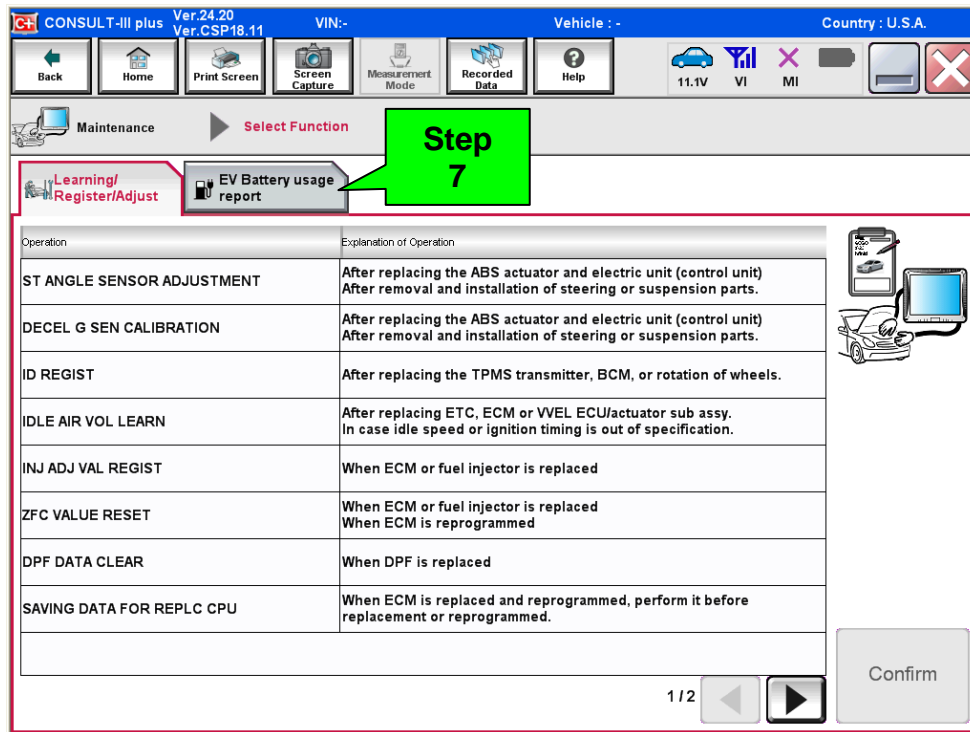 C+ CONSULT-III plus Ver.24.20 VIN:- Vehicle : - Country : U.S.A.
Ver.CSP18.11
Back
Home
Print Screen
Screen
Capture
Measurement
Mode
Recorded
Data
Help
11.1V
VI
MI
Maintenance
Select Function
Step
7
Learning/
Register/Adjust
EV Battery usage
report
Operation
Explanation of Operation
ST ANGLE SENSOR ADJUSTMENT
After replacing the ABS actuator and electric unit (control unit)
After removal and installation of steering or suspension parts.
DECEL G SEN CALIBRATION
After replacing the ABS actuator and electric unit (control unit)
After removal and installation of steering or suspension parts.
ID REGIST
After replacing the TPMS transmitter, BCM, or rotation of wheels.
IDLE AIR VOL LEARN
After replacing ETC, ECM or VVEL ECU/actuator sub assy.
In case idle speed or ignition timing is out of specification.
INJ ADJ VAL REGIST
When ECM or fuel injector is replaced
ZFC VALUE RESET
When ECM or fuel injector is replaced
When ECM is reprogrammed
DPF DATA CLEAR
When DPF is replaced
SAVING DATA FOR REPLC CPU
When ECM is replaced and reprogrammed, perform it before
replacement or reprogrammed.
1/2
Confirm